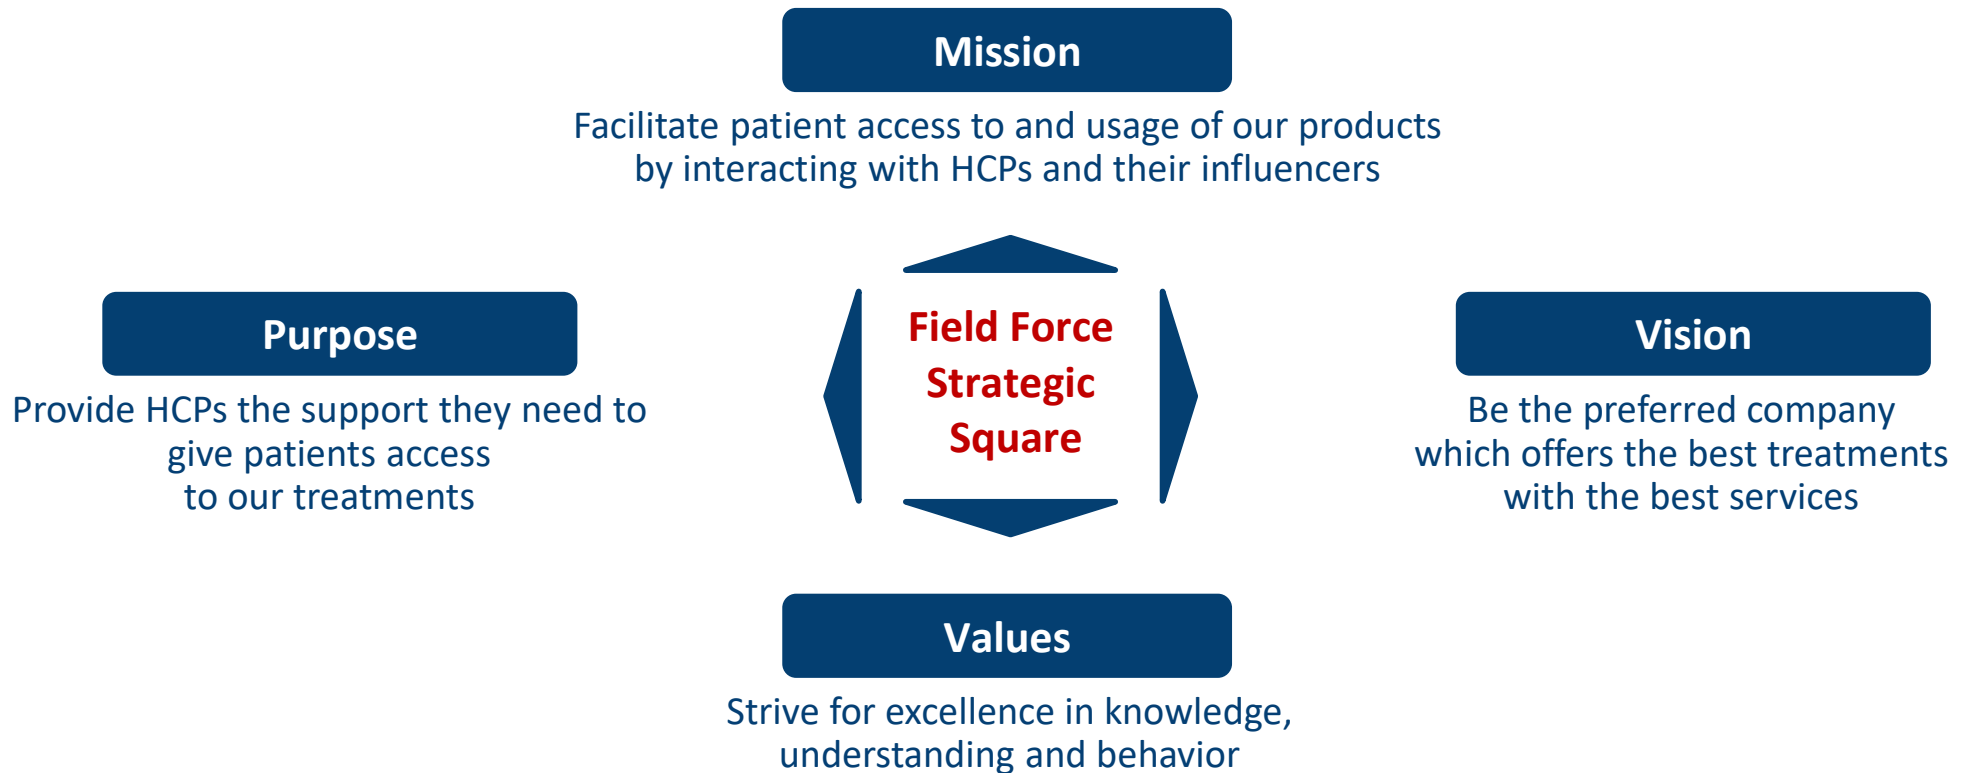 Mission
Facilitate patient access to and usage of our products
by interacting with HCPs and their influencers
Purpose
Provide HCPs the support they need to
give patients access
to our treatments
Field Force
Strategic
Square
Vision
Be the preferred company
which offers the best treatments
with the best services
Values
Strive for excellence in knowledge,
understanding and behavior